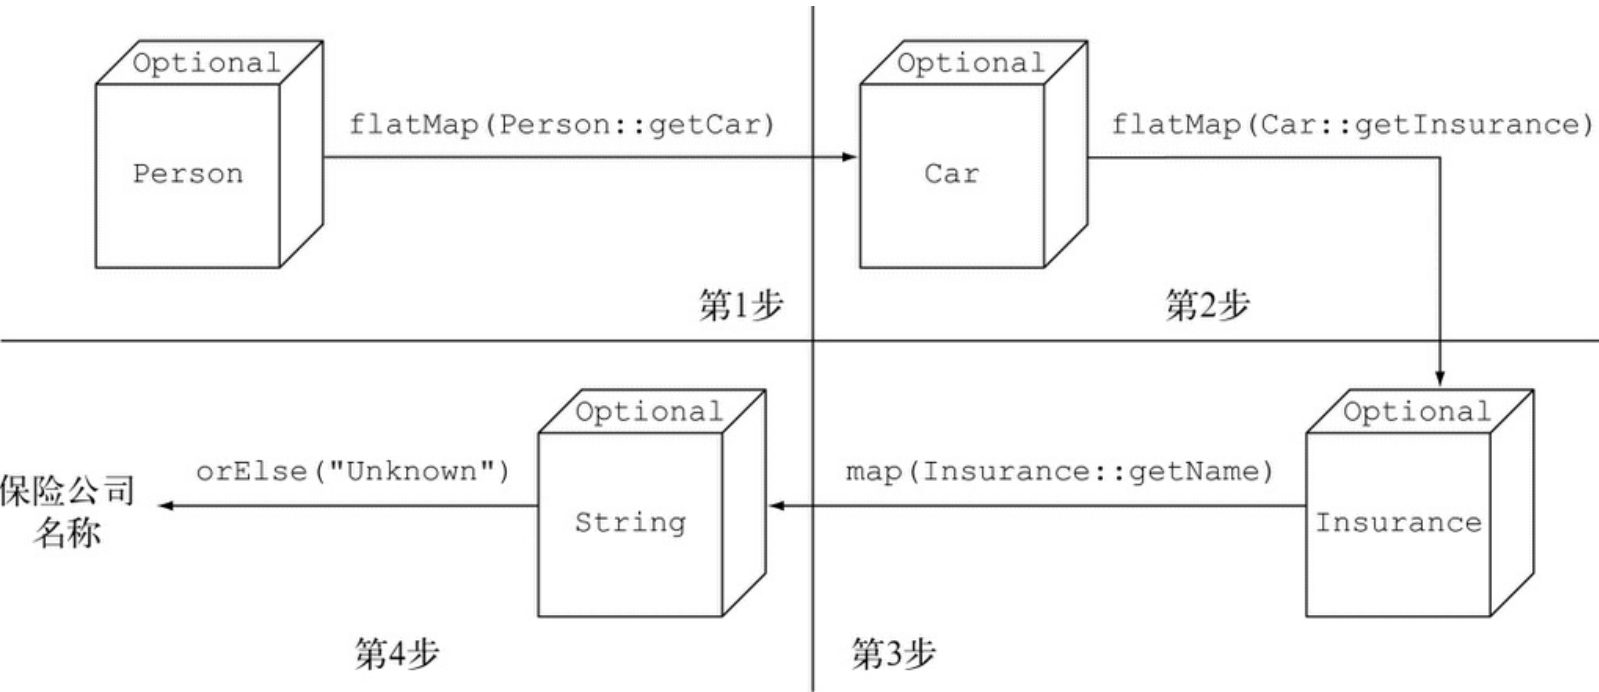 Optional
Person
flatMap(Person::getCar)
第1步
Optional
Car
flatMap(Car::getInsurance)
第2步
Optional
Insurance
map(Insurance::getName)
第3步
Optional
String
orElse("Unknown")
第4步
保险公司
名称